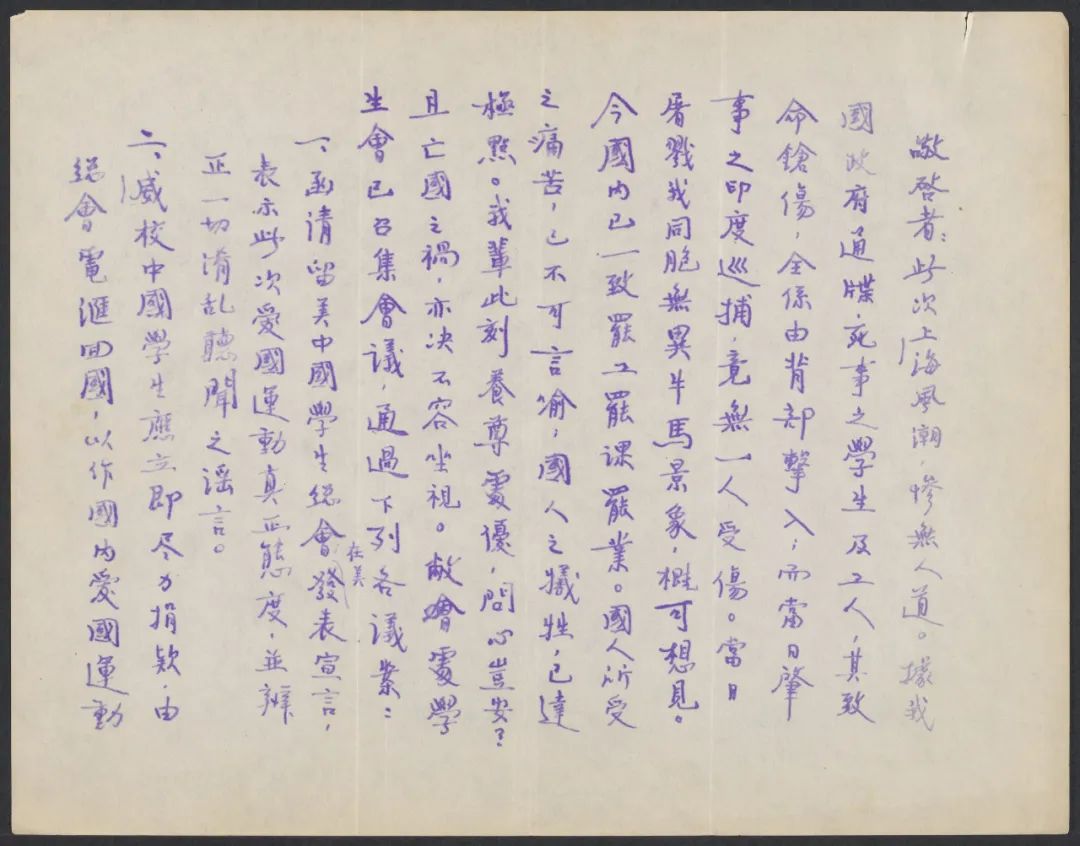 敬啓者：此次上海風潮，慘無人道。據我
國政府通牒，死事之學生及工人，其致
命鎗傷，全係由背部擊入；而當日肇
事之印度巡捕，竟無一人受傷。當日
屠戮我同胞無異牛馬景象，概可想見。
今國内已一致罷工罷課罷業。國人所受
之痛苦，已不可言喻，國人之犧牲，已達
極點。我輩此刻養尊處優，問心豈安？
且亡國之禍，亦决不容坐視。敝會處學
生會已召集會議，通過下列各議案：
一、函請留美中國學生總會在美發表宣言，
表示此次愛國運動真正態度，並辨
正一切淆乱聽聞之谣言。
二、威校中國學生應立即尽力捐欵，由
總會電滙回國，以作國内愛國運動